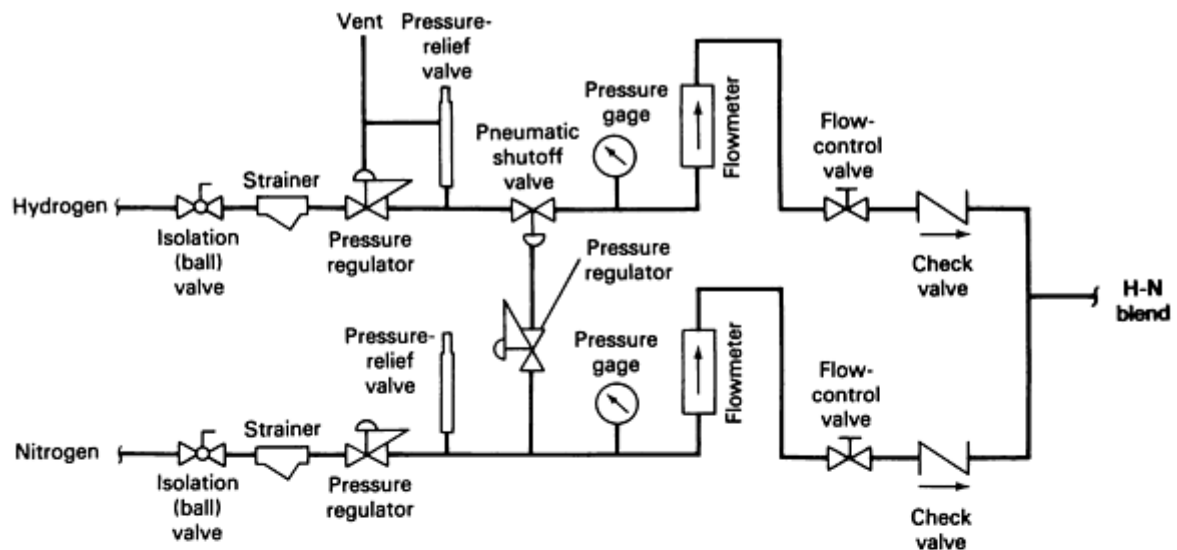 Vent
Pressure-
relief
valve
Pneumatic
shutoff
valve
Pressure
gage
Flowmeter
Flow-
control
valve
Hydrogen
Strainer
Isolation
(ball)
valve
Pressure
regulator
Pressure
regulator
Check
valve
H-N
blend
Pressure-
relief
valve
Pressure
gage
Flowmeter
Flow-
control
valve
Nitrogen
Strainer
Isolation
(ball)
valve
Pressure
regulator
Check
valve